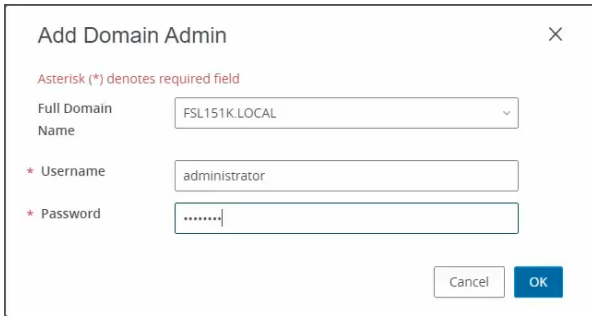 Add Domain Admin
Asterisk (*) denotes required field
Full Domain
Name
FSL151K.LOCAL
* Username
administrator
* Password
••••••••
Cancel
OK